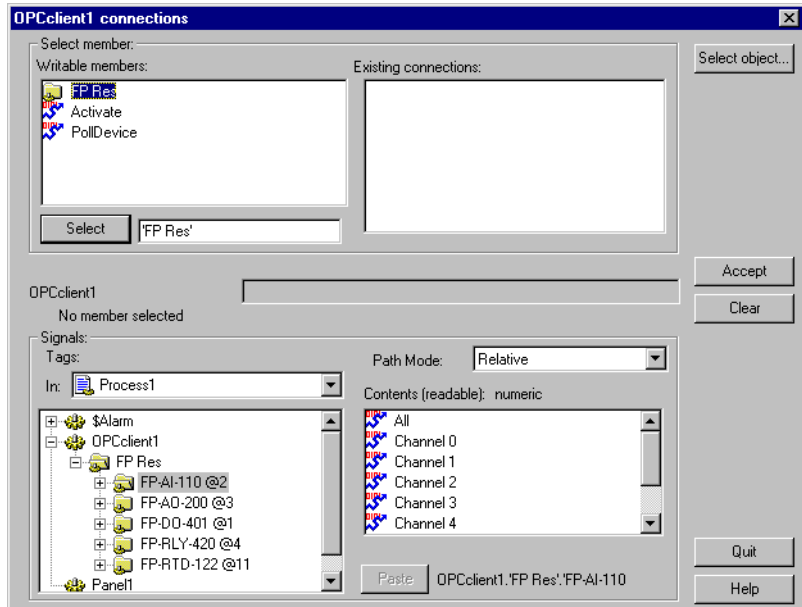 OPCclient1 connections
Select member:
Writable members:
Existing connections:
Select object...
FP Res
Activate
PollDevice
Select
'FP Res'
Accept
OPCclient1
Clear
No member selected
Signals:
Tags:
Path Mode:
Relative
In:
Process1
Contents (readable): numeric
$Alarm
OPCclient1
FP Res
FP-AI-110 @2
FP-AO-200 @3
FP-DO-401 @1
FP-RLY-420 @4
FP-RTD-122 @11
Panel1
All
Channel 0
Channel 1
Channel 2
Channel 3
Channel 4
Quit
Paste
OPCclient1.'FP Res'.'FP-AI-110
Help